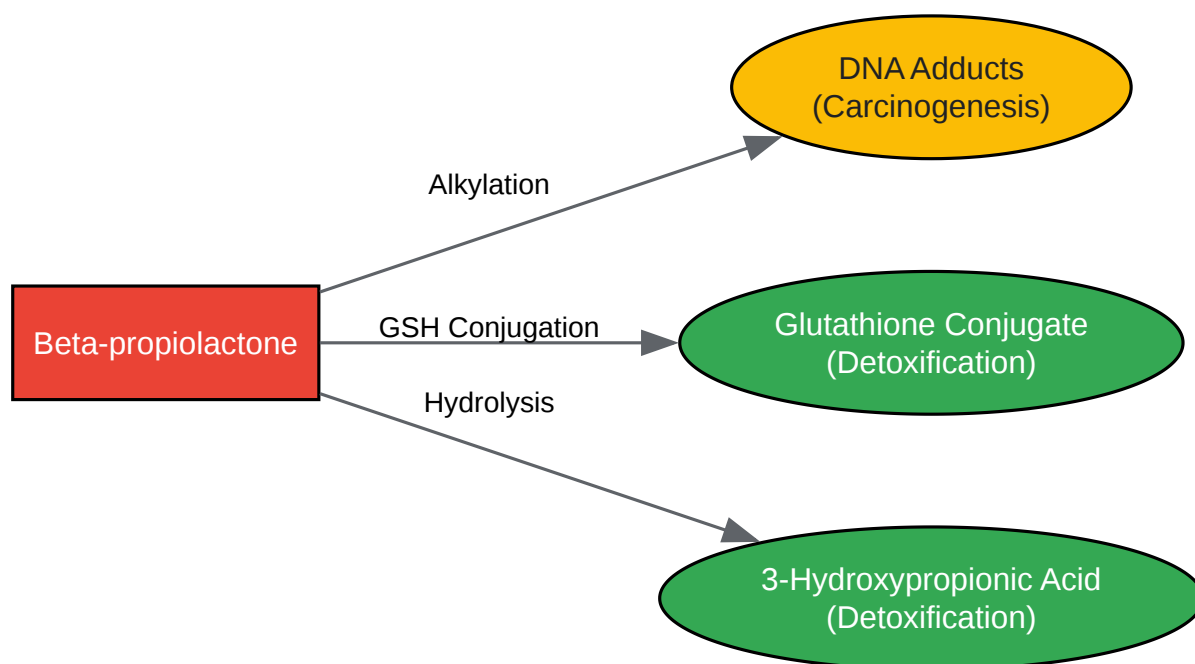 DNA Adducts
(Carcinogenesis)
Alkylation
Beta-propiolactone
GSH Conjugation
Glutathione Conjugate
(Detoxification)
Hydrolysis
3-Hydroxypropionic Acid
(Detoxification)